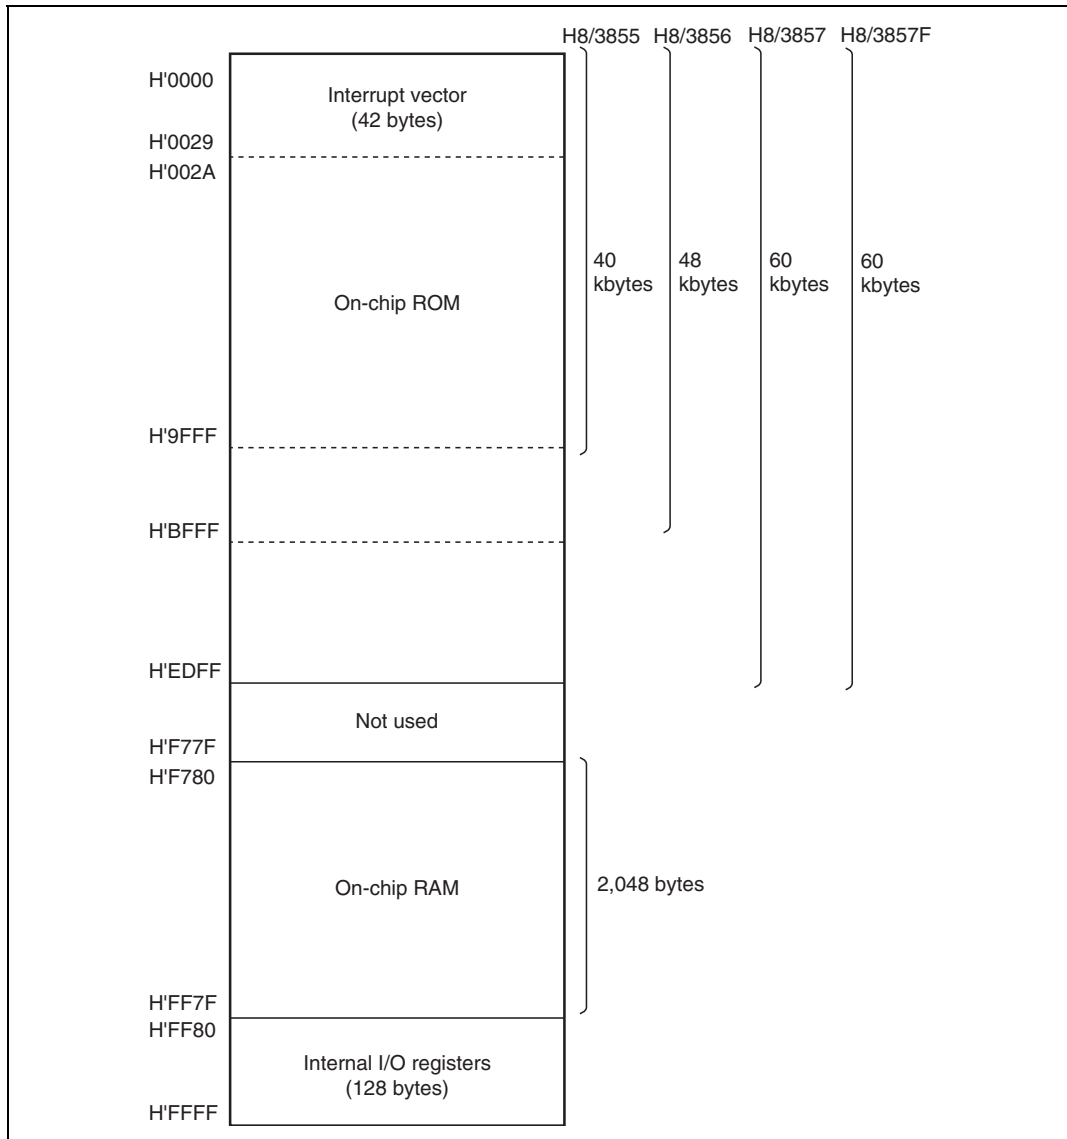 H8/3855 H8/3856 H8/3857 H8/3857F
H'0000
Interrupt vector
(42 bytes)
H'0029
H'002A
40
kbytes
48
kbytes
60
kbytes
60
kbytes
On-chip ROM
H'9FFF
H'BFFF
H'EDFF
Not used
H'F77F
H'F780
On-chip RAM
2,048 bytes
H'FF7F
H'FF80
Internal I/O registers
(128 bytes)
H'FFFF